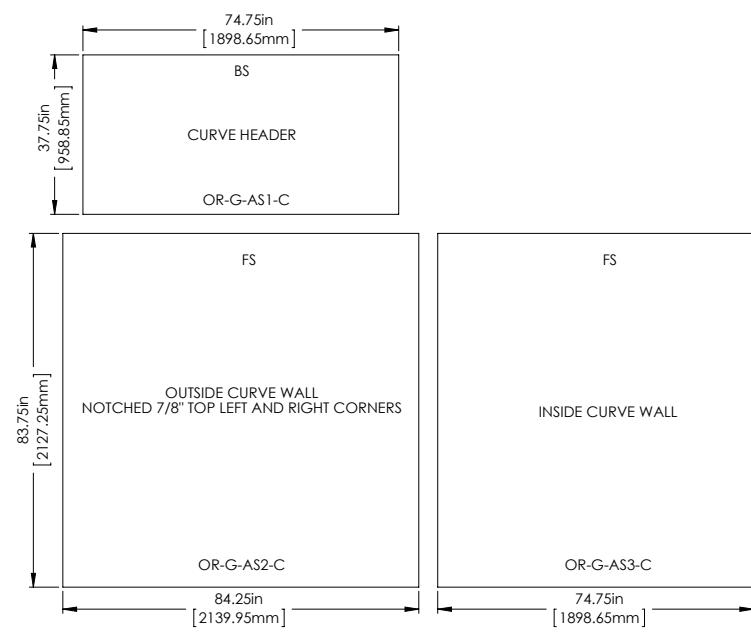 74.75in
[1898.65mm]
37.75in
[958.85mm]
BS
CURVE HEADER
OR-G-AS1-C
83.75in
[2127.25mm]
FS
OUTSIDE CURVE WALL
NOTCHED 7/8" TOP LEFT AND RIGHT CORNERS
OR-G-AS2-C
84.25in
[2139.95mm]
FS
INSIDE CURVE WALL
OR-G-AS3-C
74.75in
[1898.65mm]